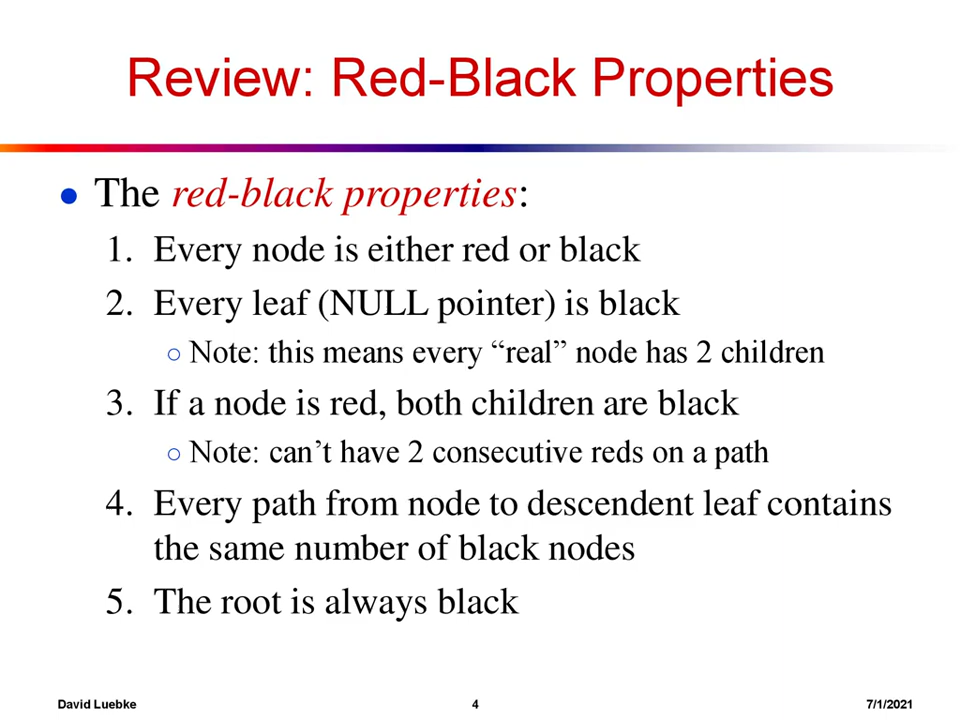 Review: Red-Black Properties
● The red-black properties:
1. Every node is either red or black
2. Every leaf (NULL pointer) is black
○ Note: this means every “real” node has 2 children
3. If a node is red, both children are black
○ Note: can’t have 2 consecutive reds on a path
4. Every path from node to descendent leaf contains
the same number of black nodes
5. The root is always black
David Luebke 4 7/1/2021